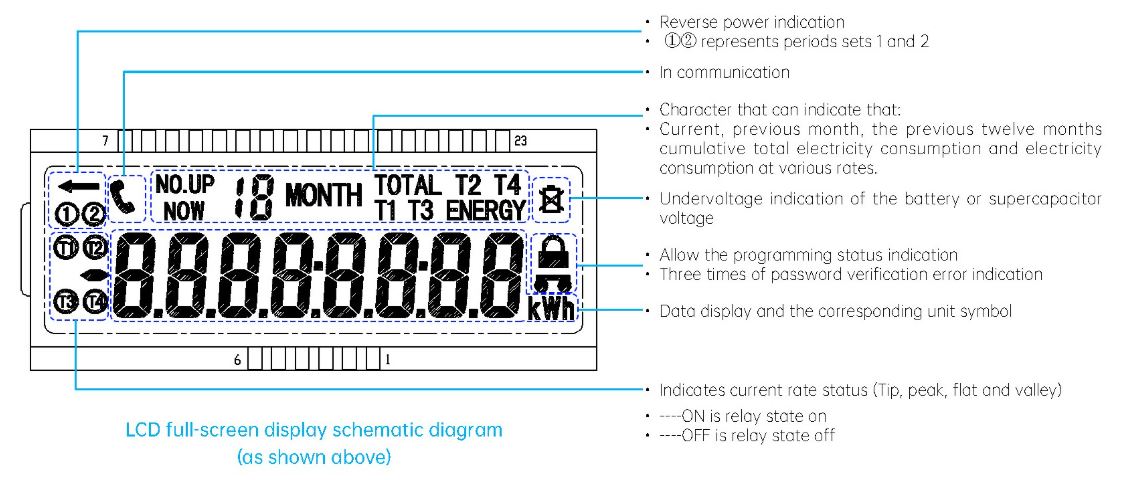 • Reverse power indication
• ①② represents periods sets 1 and 2
• In communication
• Character that can indicate that:
• Current, previous month, the previous twelve months
cumulative total electricity consumption and electricity
consumption at various rates.
• Undervoltage indication of the battery or supercapacitor
voltage
• Allow the programming status indication
• Three times of password verification error indication
• Data display and the corresponding unit symbol
• Indicates current rate status (Tip, peak, flat and valley)
• ----ON is relay state on
• ----OFF is relay state off
7 23
NO.UP 18 MONTH TOTAL T2 T4
NOW T1 T3 ENERGY
① ②
T1 T2
8.8.8.8.8.8.8.8
T3 T4
kWh
6 1
LCD full-screen display schematic diagram
(as shown above)